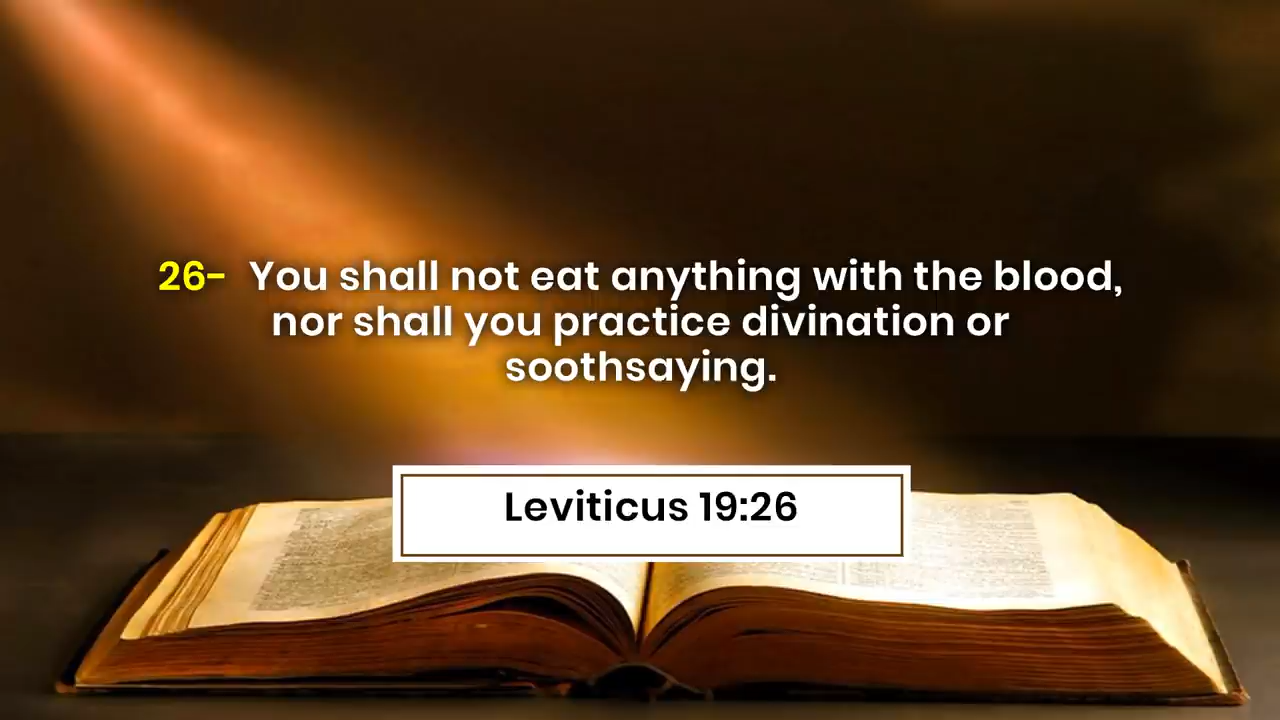 26- You shall not eat anything with the blood,
nor shall you practice divination or
soothsaying.
Leviticus 19:26